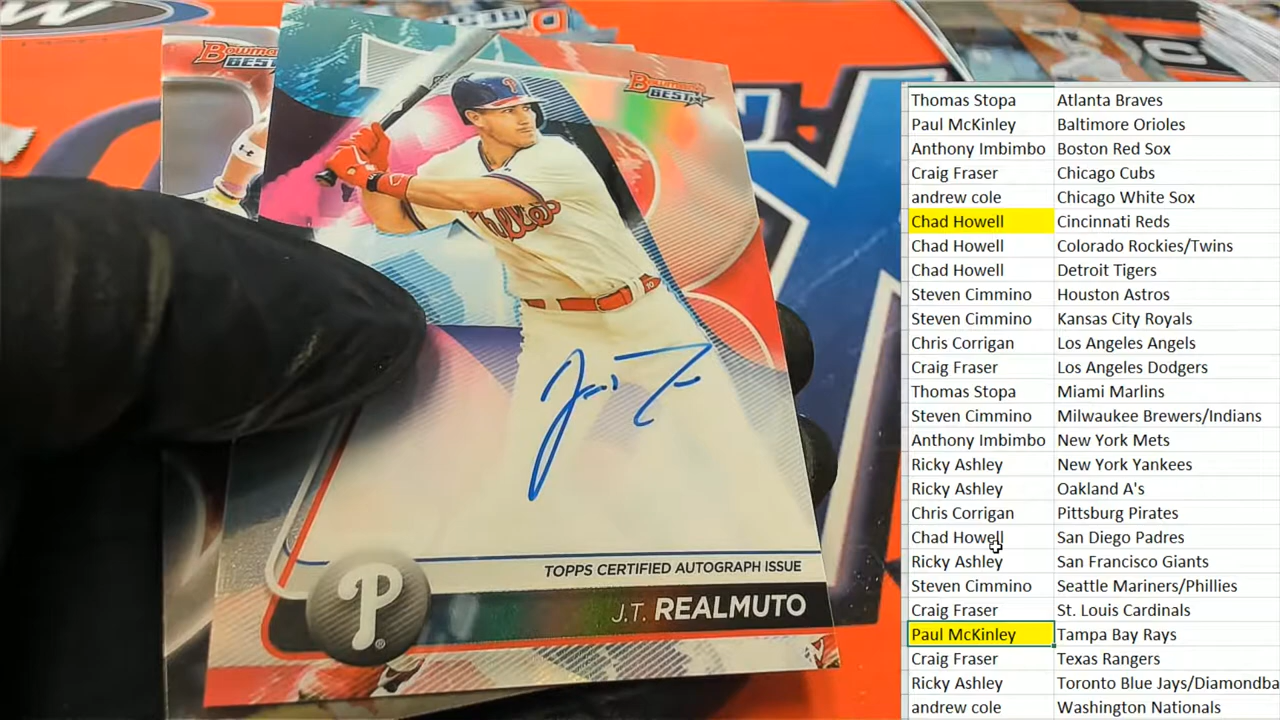 Bowman's
BEST
Bowman
BEST
Phillies
10
TOPPS CERTIFIED AUTOGRAPH ISSUE
J.T. REALMUTO
P
Thomas Stopa Atlanta Braves
Paul McKinley Baltimore Orioles
Anthony Imbimbo Boston Red Sox
Craig Fraser Chicago Cubs
andrew cole Chicago White Sox
Chad Howell Cincinnati Reds
Chad Howell Colorado Rockies/Twins
Chad Howell Detroit Tigers
Steven Cimmino Houston Astros
Steven Cimmino Kansas City Royals
Chris Corrigan Los Angeles Angels
Craig Fraser Los Angeles Dodgers
Thomas Stopa Miami Marlins
Steven Cimmino Milwaukee Brewers/Indians
Anthony Imbimbo New York Mets
Ricky Ashley New York Yankees
Ricky Ashley Oakland A's
Chris Corrigan Pittsburg Pirates
Chad Howell San Diego Padres
Ricky Ashley San Francisco Giants
Steven Cimmino Seattle Mariners/Phillies
Craig Fraser St. Louis Cardinals
Paul McKinley Tampa Bay Rays
Craig Fraser Texas Rangers
Ricky Ashley Toronto Blue Jays/Diamondba
andrew cole Washington Nationals